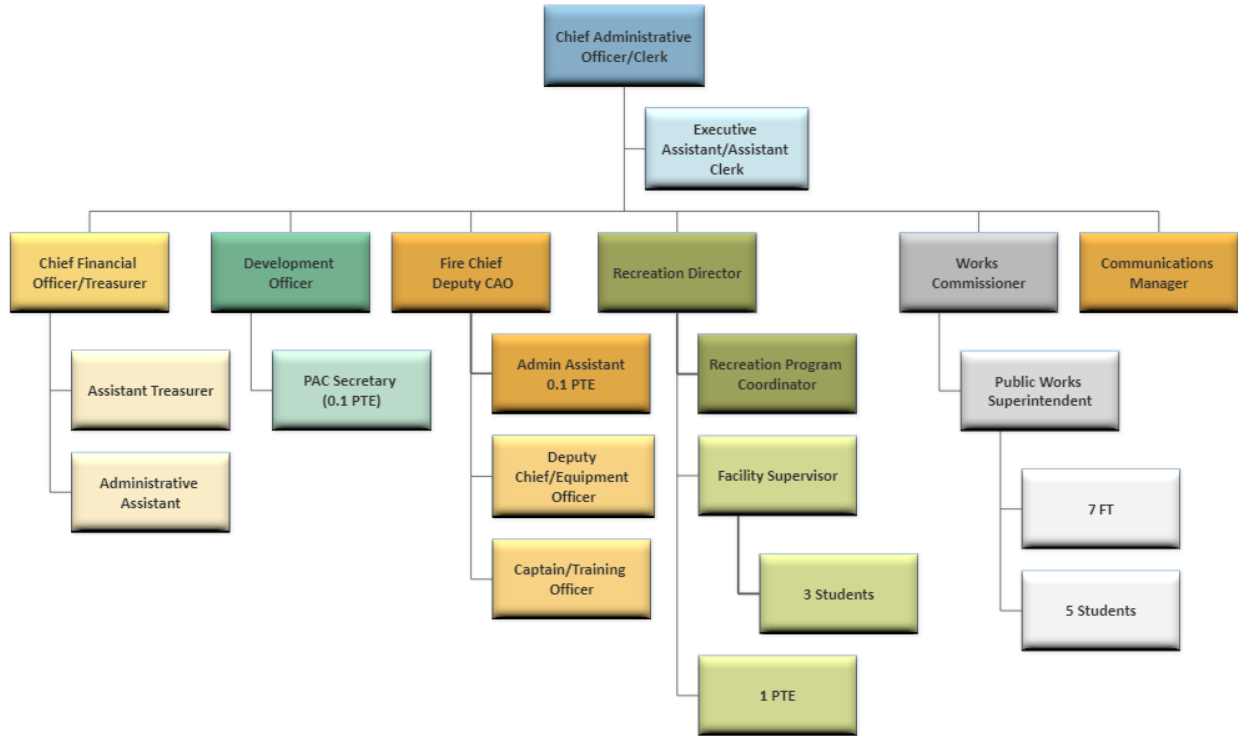 Chief Administrative
Officer/Clerk
Executive
Assistant/Assistant
Clerk
Chief Financial
Officer/Treasurer
Development
Officer
Fire Chief
Deputy CAO
Recreation Director
Works
Commissioner
Communications
Manager
Assistant Treasurer
Administrative
Assistant
PAC Secretary
(0.1 PTE)
Admin Assistant
0.1 PTE
Deputy
Chief/Equipment
Officer
Captain/Training
Officer
Recreation Program
Coordinator
Facility Supervisor
3 Students
1 PTE
Public Works
Superintendent
7 FT
5 Students